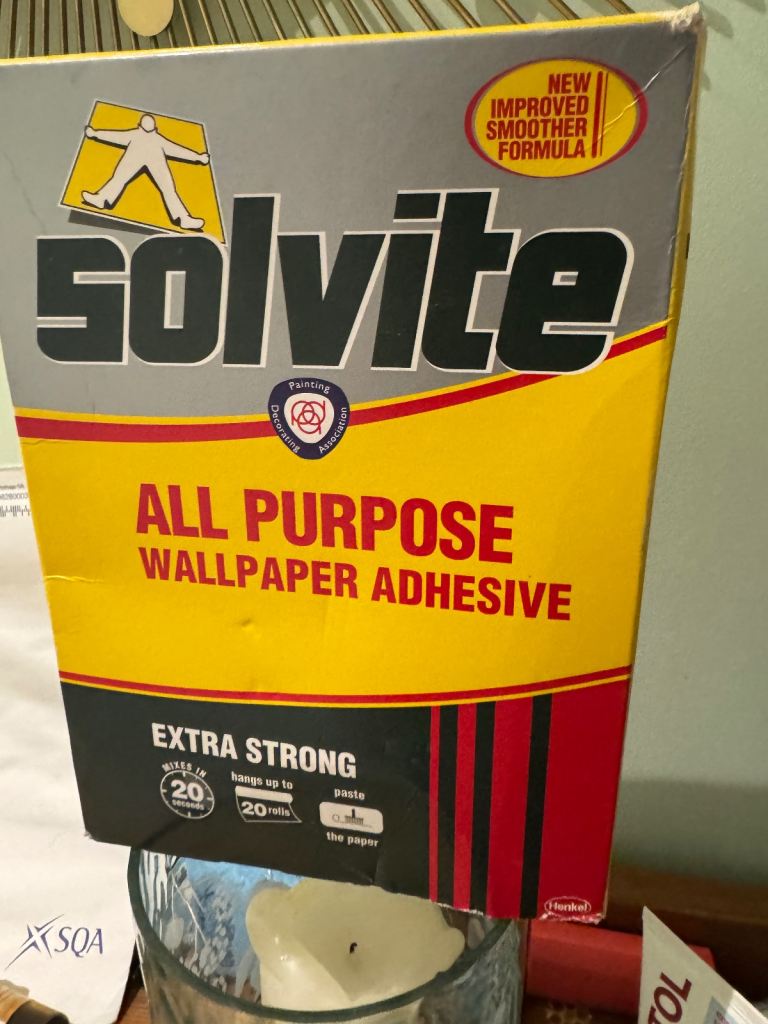 NEW
IMPROVED
SMOOTHER
FORMULA
solvite
Painting
Decorating
Association
ALL PURPOSE
WALLPAPER ADHESIVE
EXTRA STRONG
MIXES IN
20
seconds
hangs up to
20 rolls
paste
the paper
Henkel
SQA
TOL